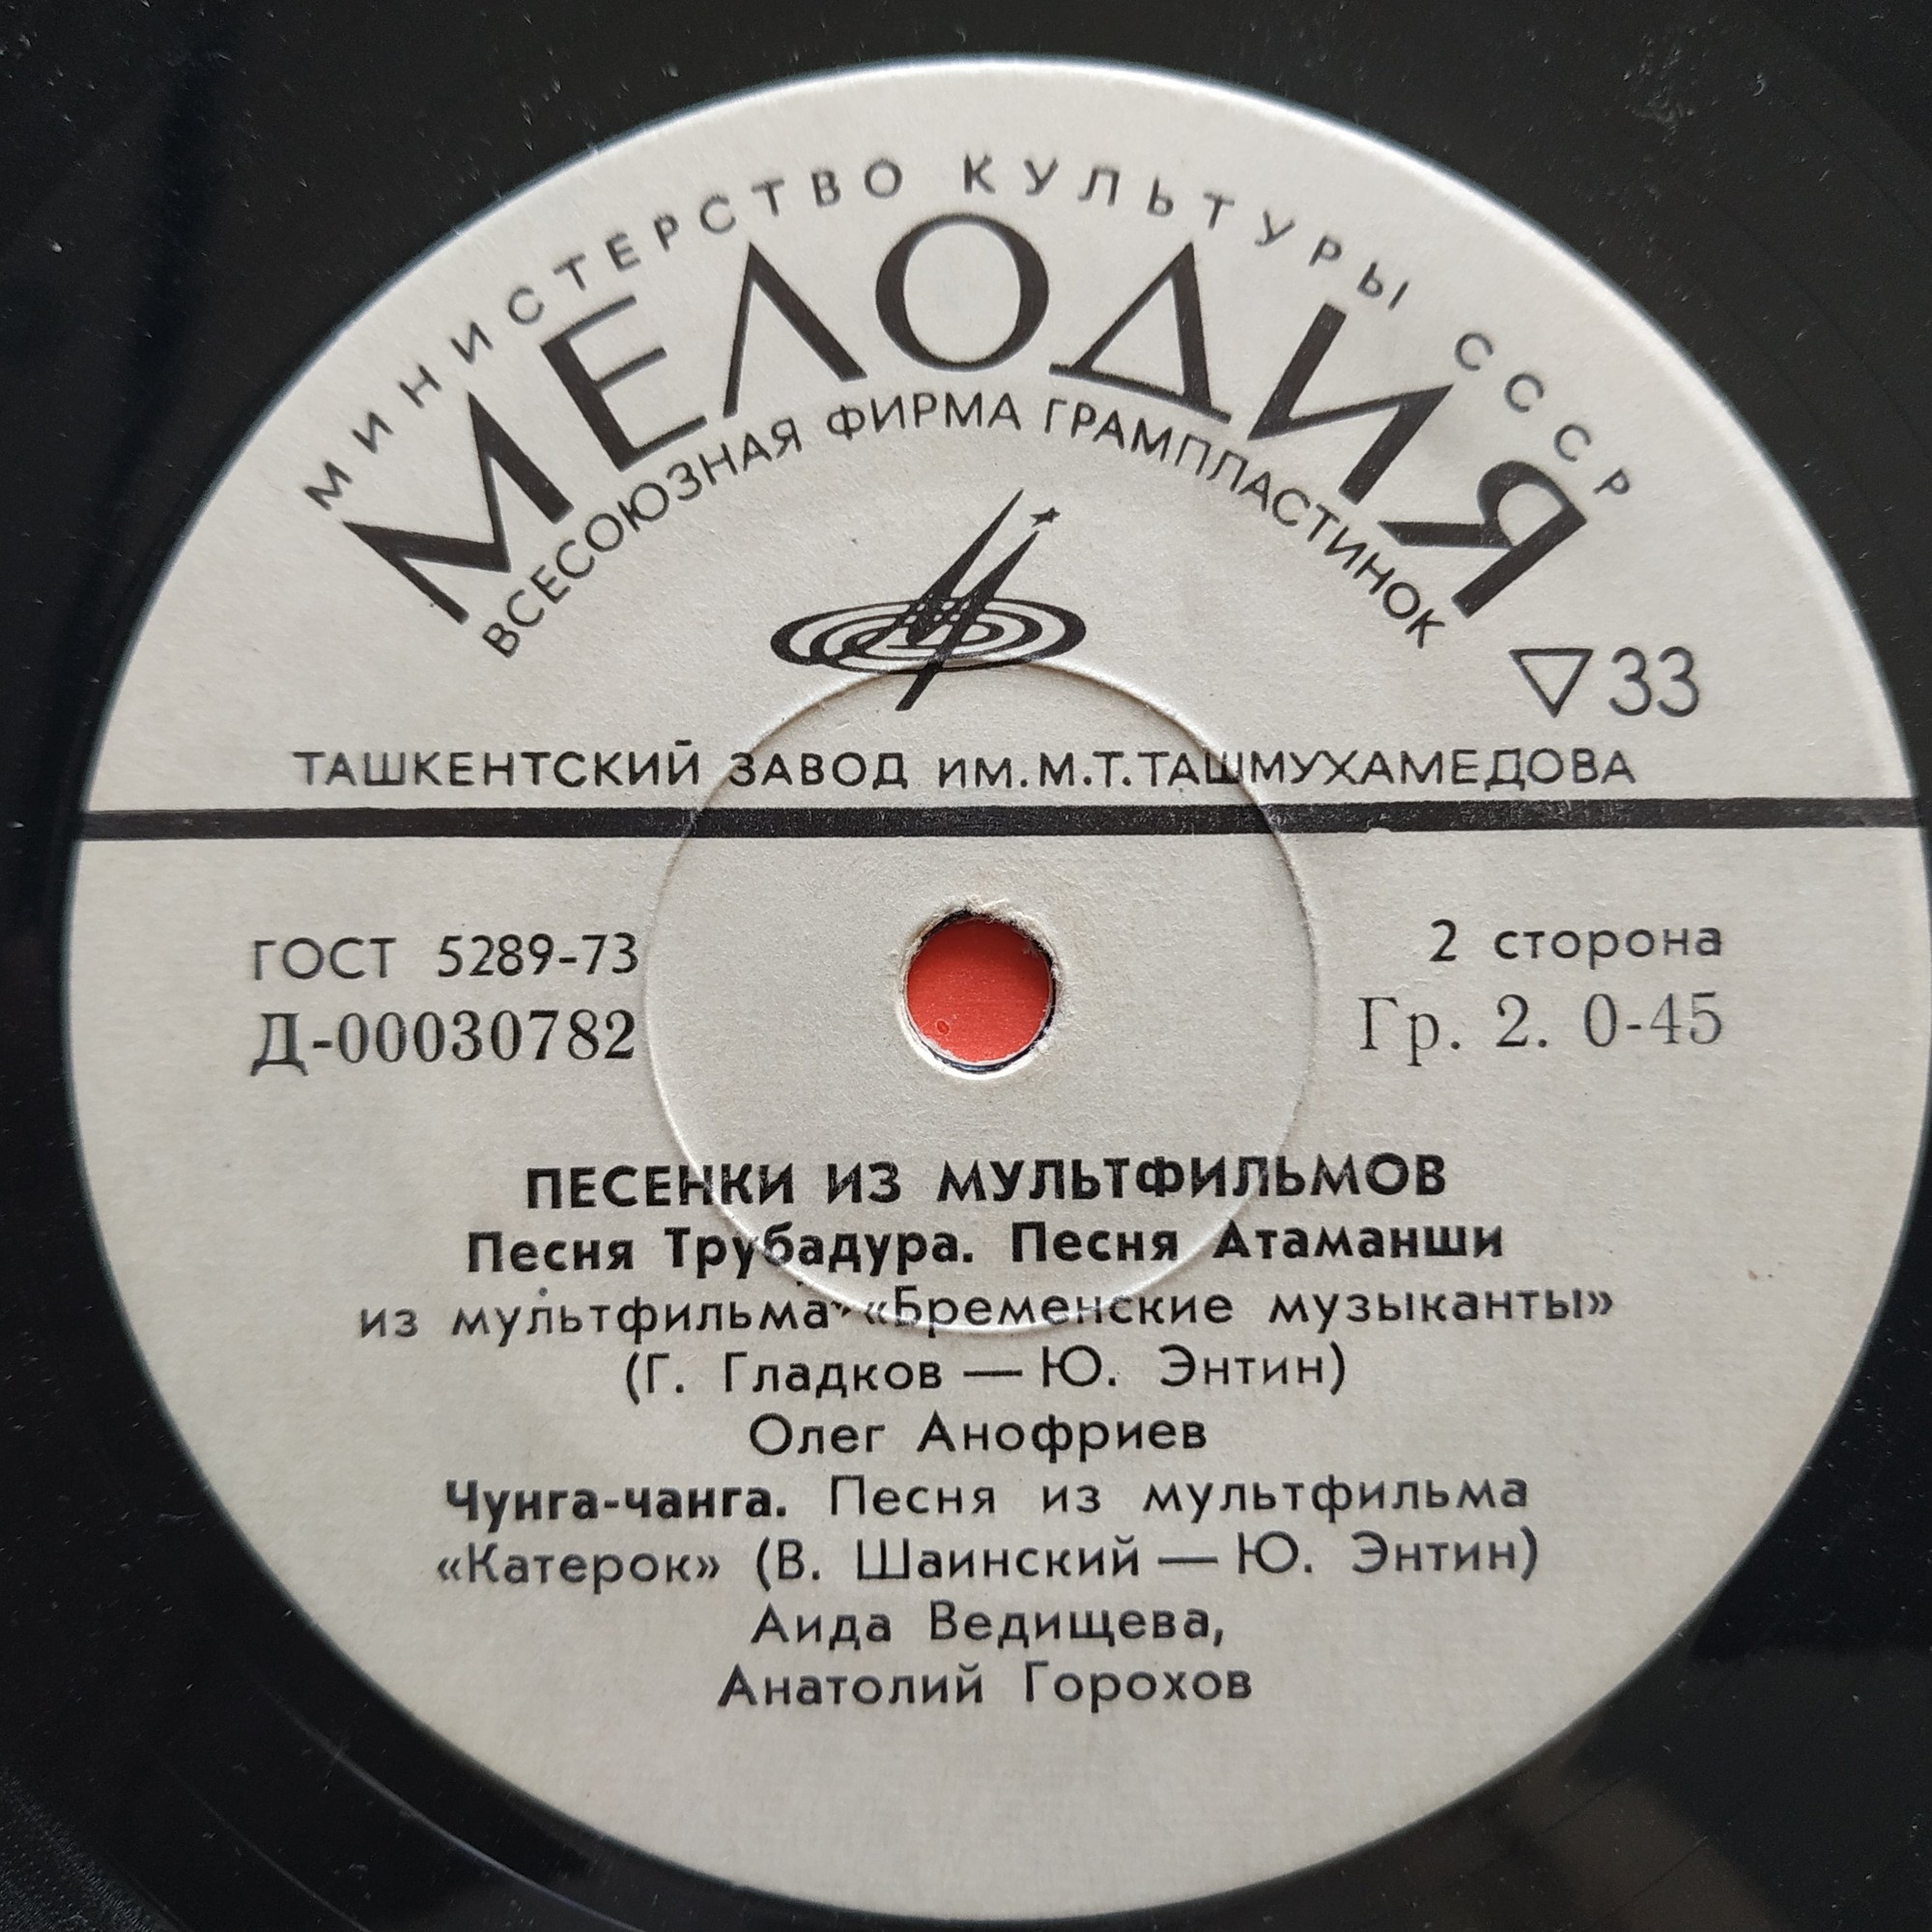 МИНИСТЕРСТВО КУЛЬТУРЫ СССР
МЕЛОДИЯ
ВСЕСОЮЗНАЯ ФИРМА ГРАМПЛАСТИНОК
▽33
ТАШКЕНТСКИЙ ЗАВОД ИМ.М.Т.ТАШМУХАМЕДОВА
ГОСТ 5289-73
Д-00030782
2 сторона
Гр. 2. 0-45
ПЕСЕНКИ ИЗ МУЛЬТФИЛЬМОВ
Песня Трубадура. Песня Атаманши
из мультфильма «Бременские музыканты»
(Г. Гладков — Ю. Энтин)
Олег Анофриев
Чунга-чанга. Песня из мультфильма
«Катерок» (В. Шаинский — Ю. Энтин)
Аида Ведищева,
Анатолий Горохов